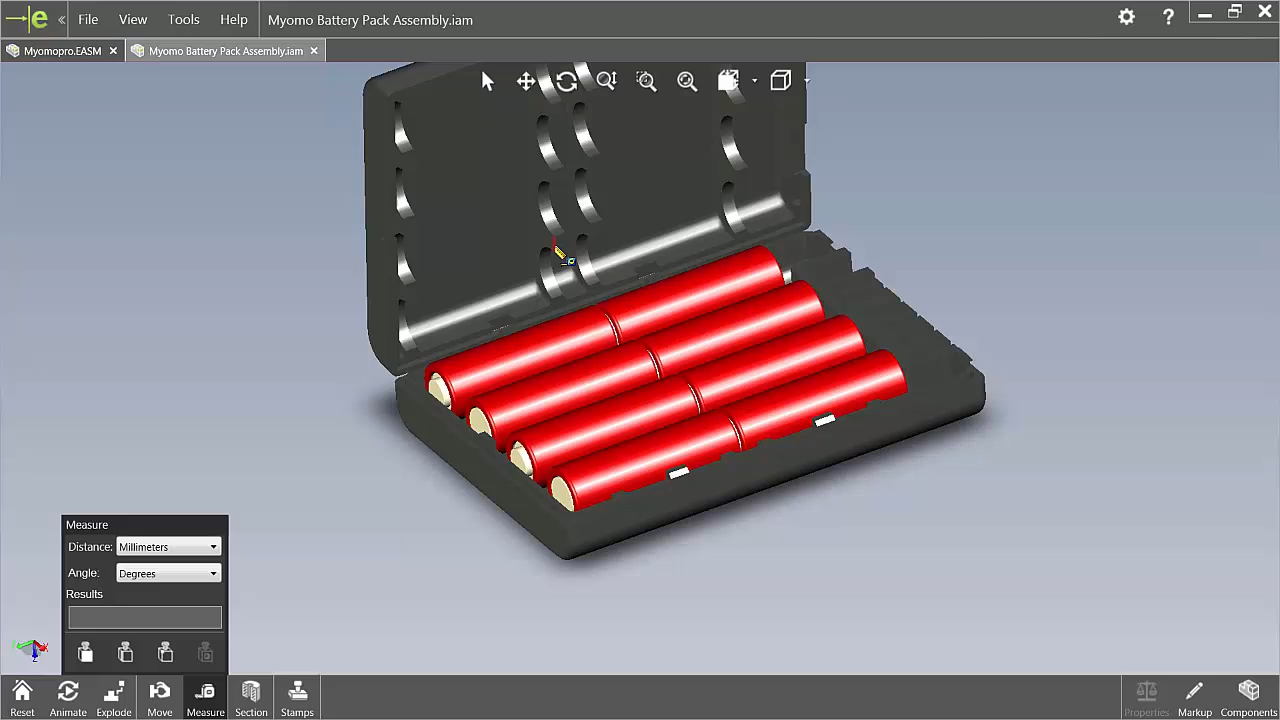 e « File View Tools Help Myomo Battery Pack Assembly.iam ?
Myomopro.EASM Myomo Battery Pack Assembly.iam
Measure
Distance: Millimeters
Angle: Degrees
Results
Reset Animate Explode Move Measure Section Stamps Properties Markup Components